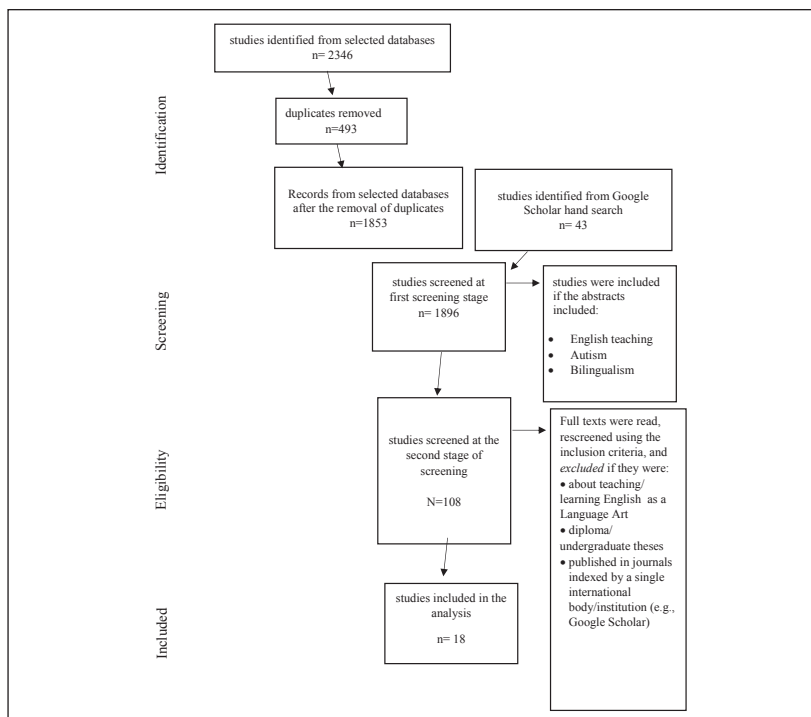 studies identified from selected databases
n= 2346
duplicates removed
n=493
Identification
Records from selected databases
after the removal of duplicates
n=1853
studies identified from Google
Scholar hand search
n= 43
Screening
studies screened at
first screening stage
n= 1896
studies were included
if the abstracts
included:
• English teaching
• Autism
• Bilingualism
Eligibility
studies screened at the
second stage of
screening
N=108
Full texts were read,
rescreened using the
inclusion criteria, and
excluded if they were:
• about teaching/
learning English as a
Language Art
• diploma/
undergraduate theses
• published in journals
indexed by a single
international
body/institution (e.g.,
Google Scholar)
Included
studies included in the
analysis
n= 18